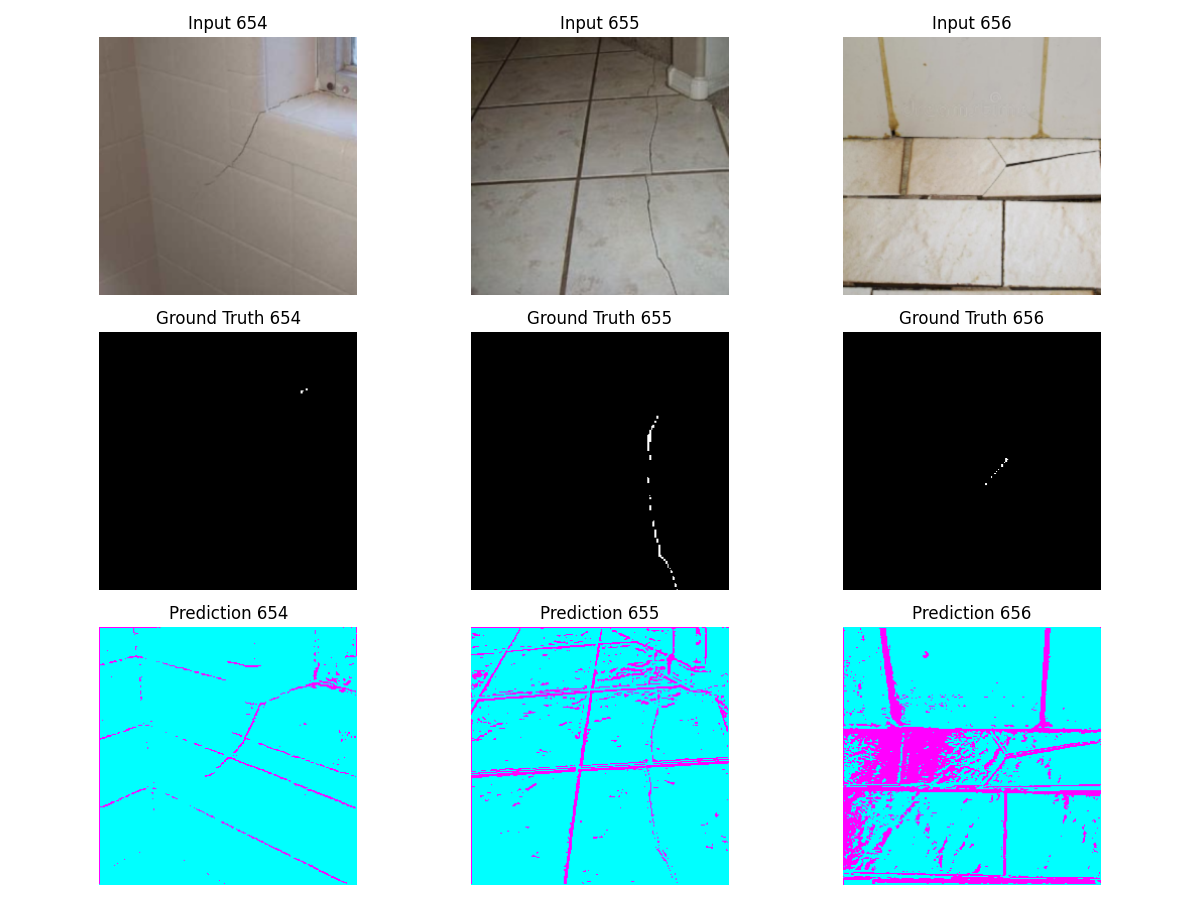 Input 654
Input 655
Input 656
Ground Truth 654
Ground Truth 655
Ground Truth 656
Prediction 654
Prediction 655
Prediction 656